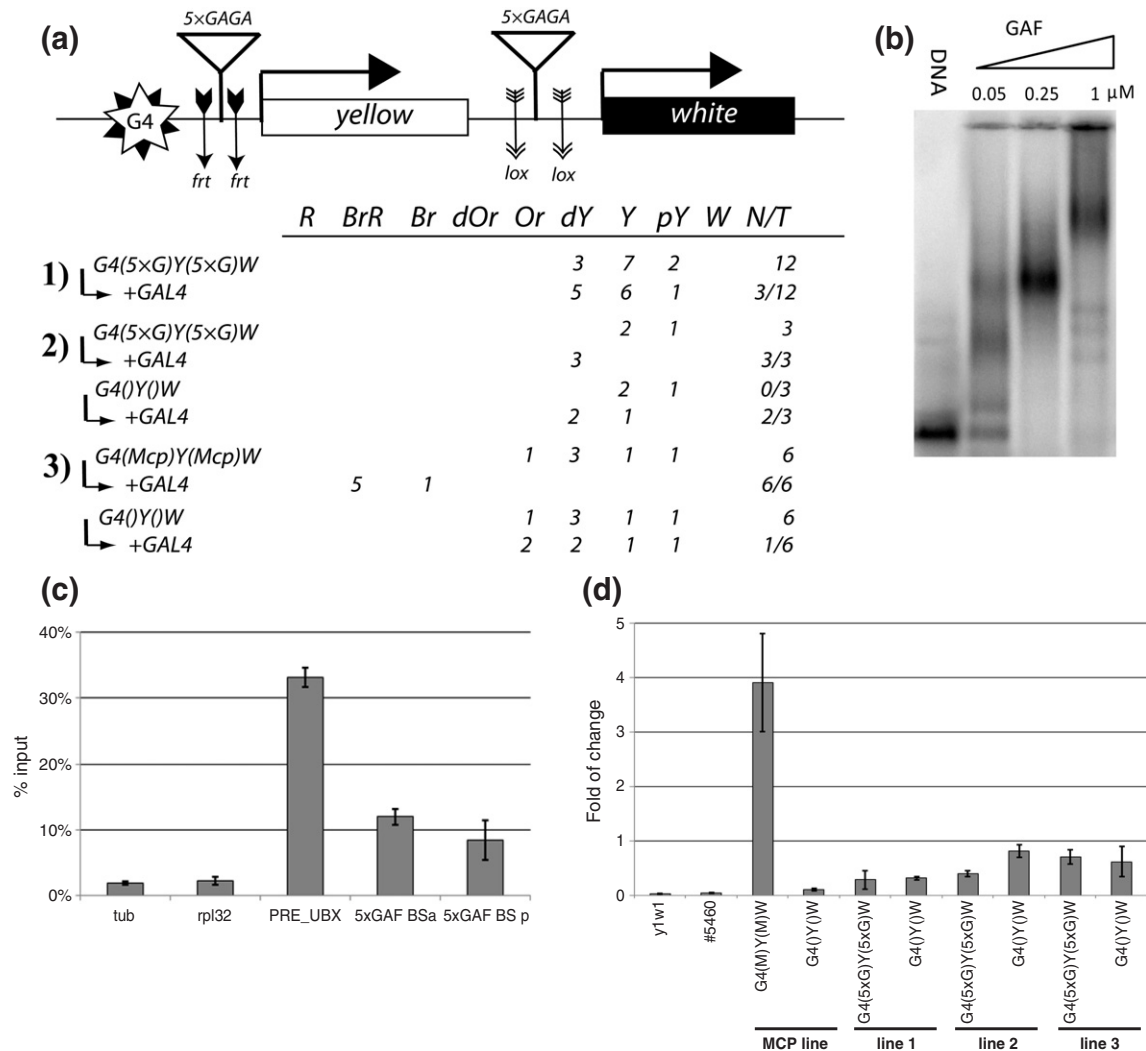 (a)
5×GAGA 5×GAGA
G4 yellow white
frt frt lox lox
R BrR Br dOr Or dY Y pY W N/T
1) G4(5×G)Y(5×G)W 3 7 2 12
+GAL4 5 6 1 3/12
2) G4(5×G)Y(5×G)W 2 1 3
+GAL4 3 3/3
G4()Y()W 2 1 0/3
+GAL4 2 1 2/3
3) G4(Mcp)Y(Mcp)W 1 3 1 1 6
+GAL4 5 1 6/6
G4()Y()W 1 3 1 1 6
+GAL4 2 2 1 1 1/6
(b)
DNA
GAF
0.05 0.25 1 μM
(c)
% input
40%
30%
20%
10%
0%
tub rpl32 PRE_UBX 5xGAF BSa 5xGAF BS p
(d)
Fold of change
5
4
3
2
1
0
y1w1
#5460
G4(M)Y(M)W
G4()Y()W
G4(5xG)Y(5xG)W
G4()Y()W
G4(5xG)Y(5xG)W
G4()Y()W
G4(5xG)Y(5xG)W
G4()Y()W
MCP line line 1 line 2 line 3